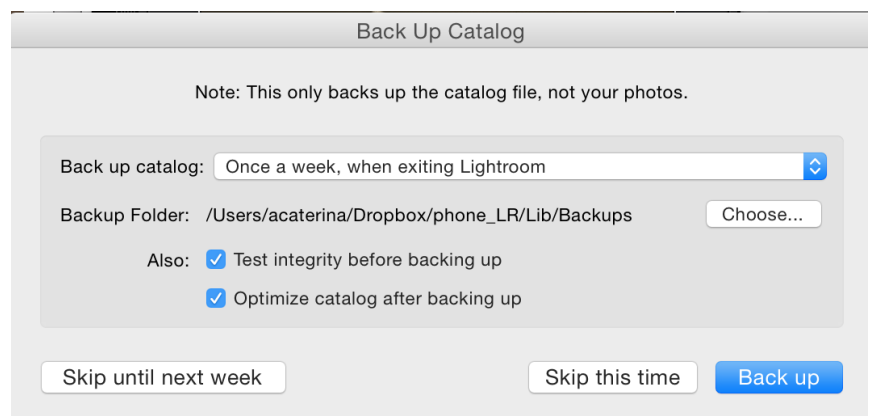 Back Up Catalog
Note: This only backs up the catalog file, not your photos.
Back up catalog: Once a week, when exiting Lightroom
Backup Folder: /Users/acaterina/Dropbox/phone_LR/Lib/Backups Choose...
Also: Test integrity before backing up
Optimize catalog after backing up
Skip until next week Skip this time Back up